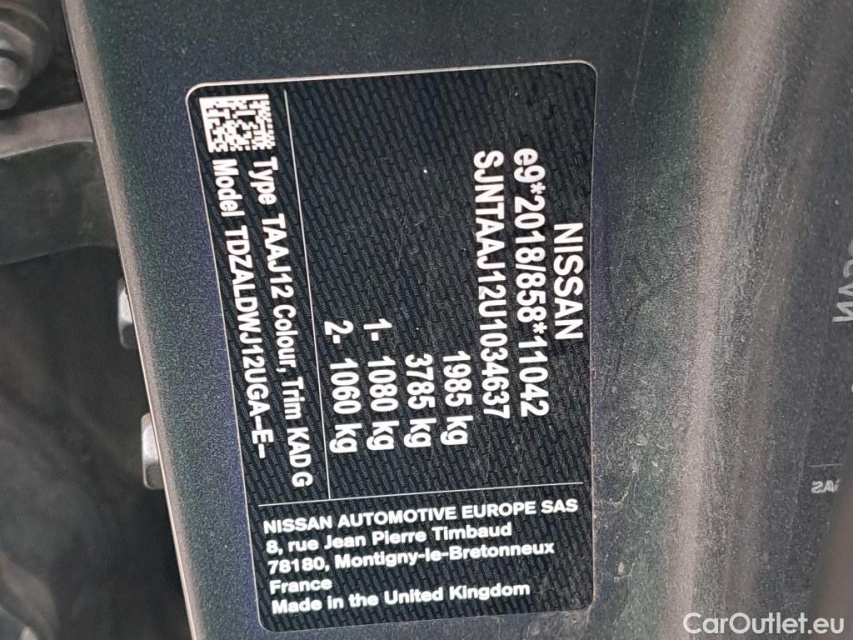 NISSAN
e9*2018/858*11042
SJNTAAJ12U1034637
1985 kg
3785 kg
1- 1080 kg
2- 1060 kg
Type TAAJ12 Colour, Trim KAD G
Model TDZALDWJ12UGA-E-
NISSAN AUTOMOTIVE EUROPE SAS
8, rue Jean Pierre Timbaud
78180, Montigny-le-Bretonneux
France
Made in the United Kingdom
CarOutlet.eu